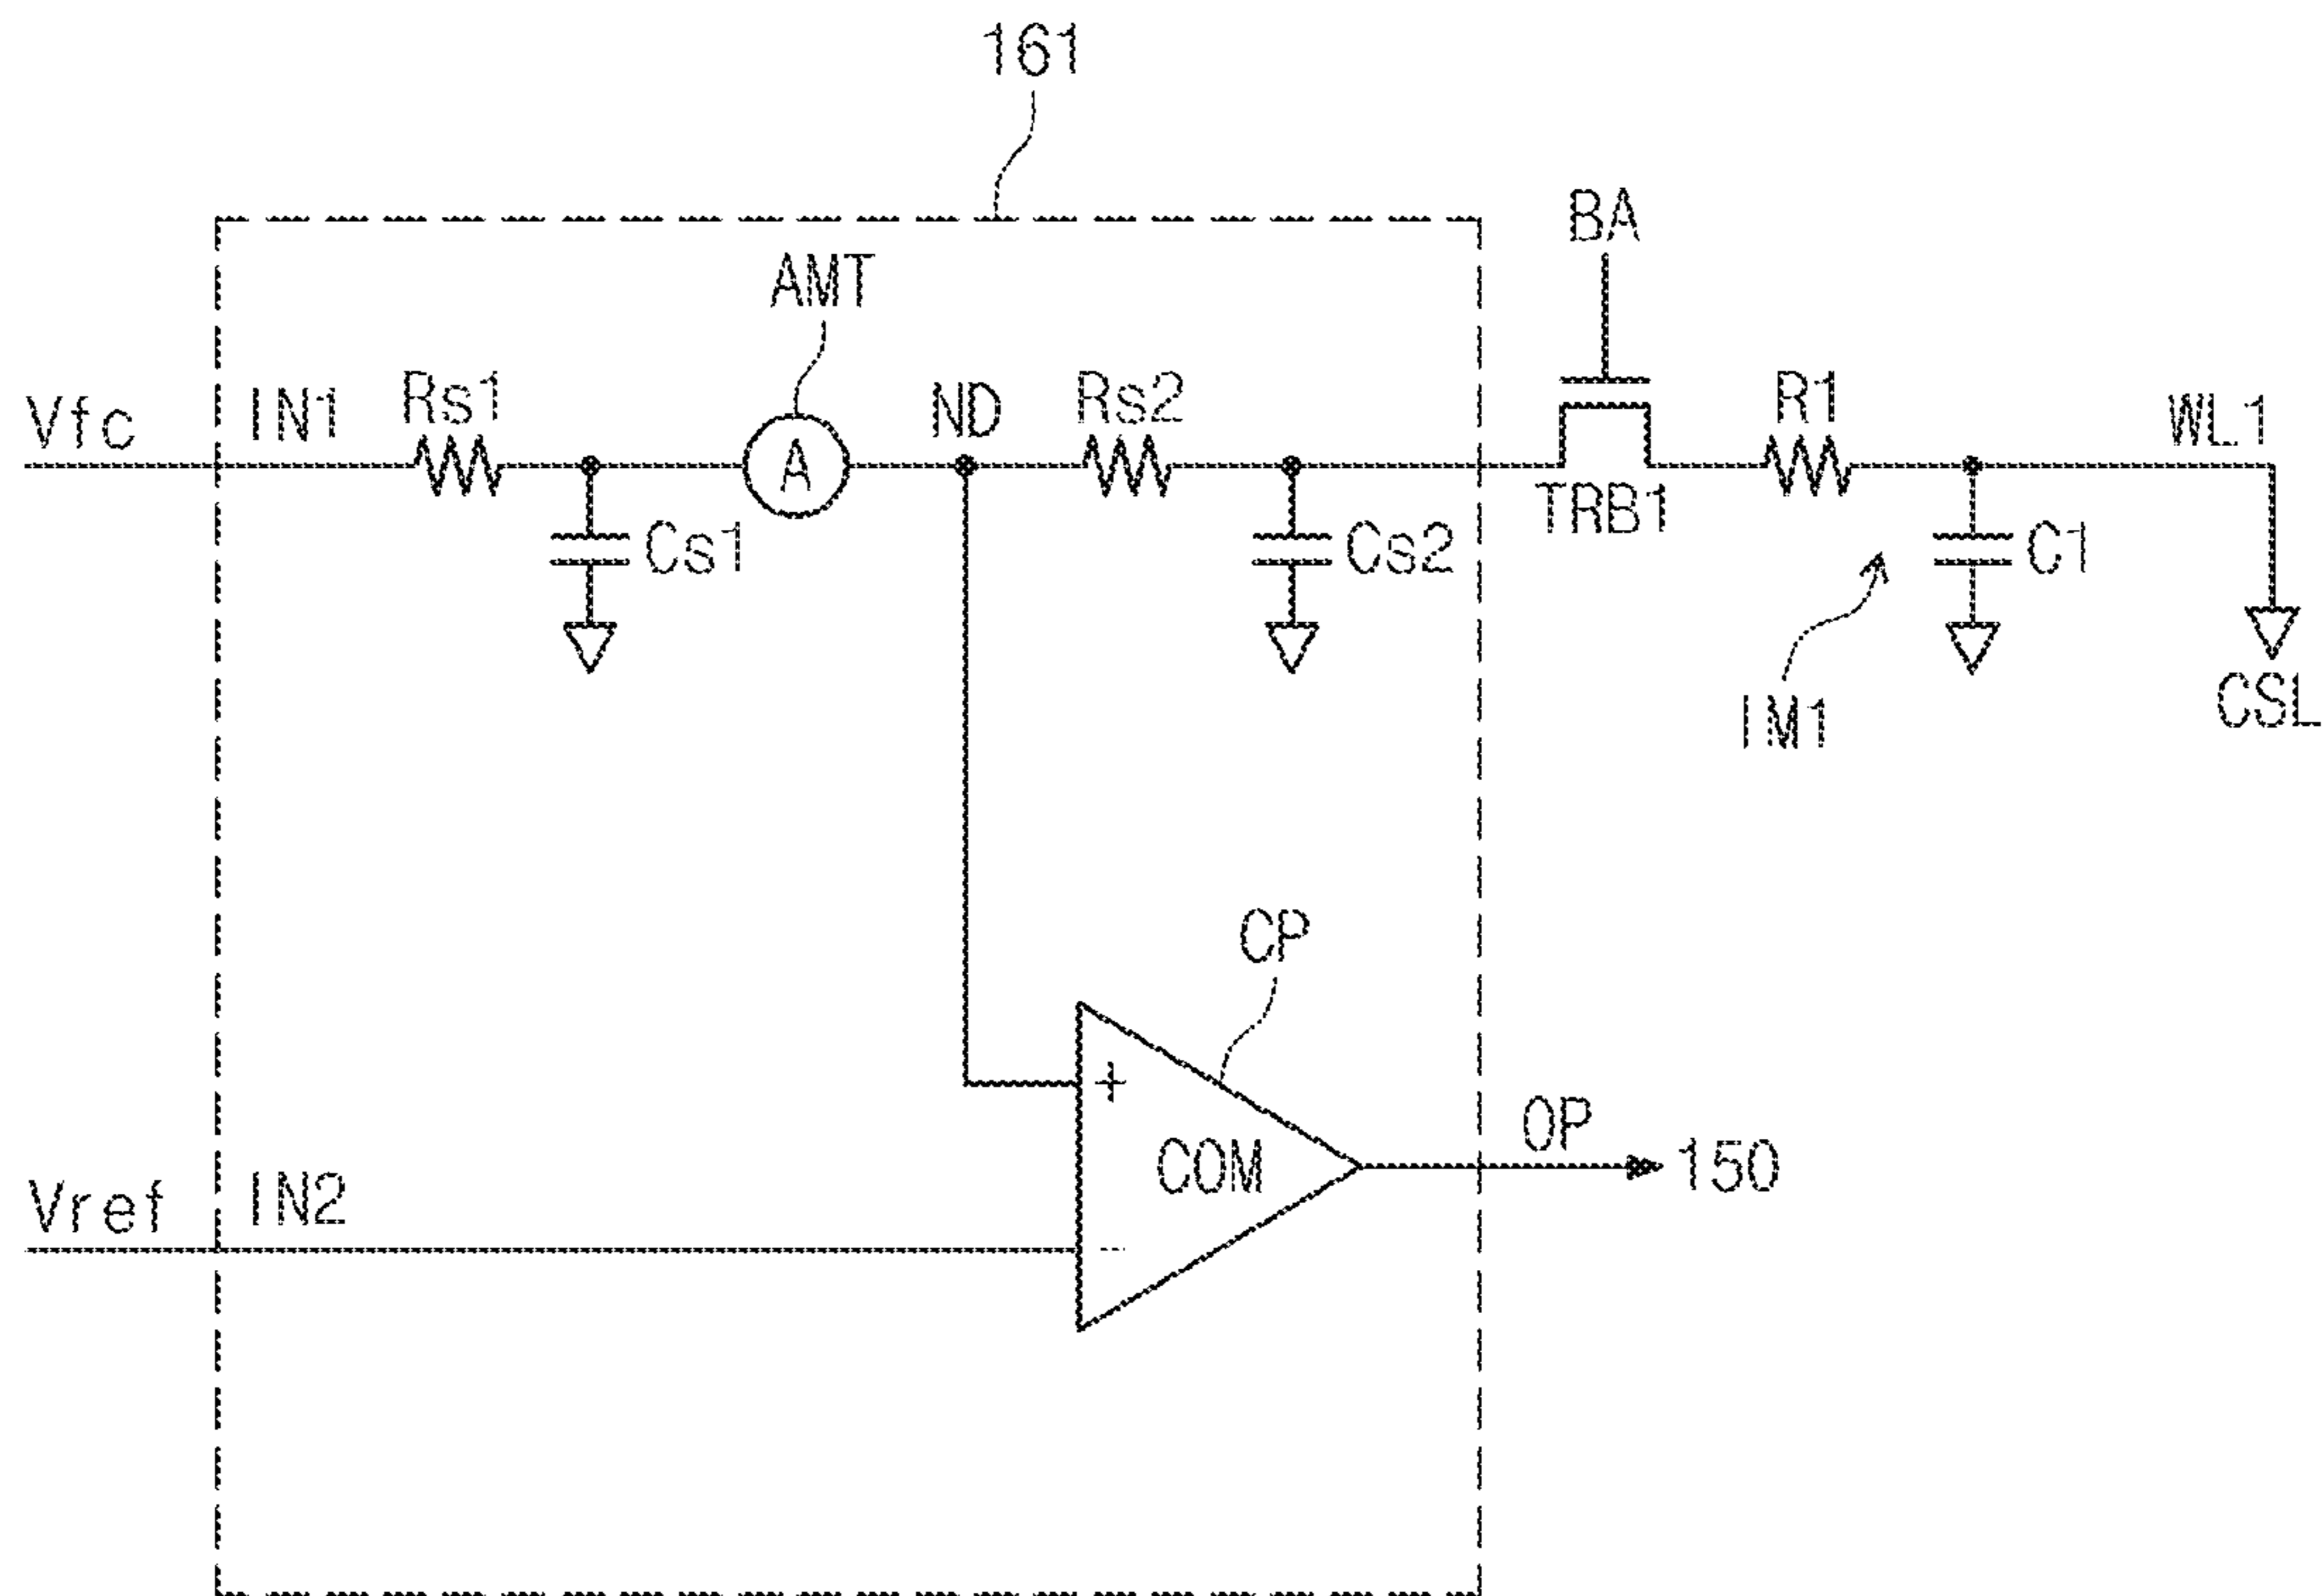 161
BA
AMT
Vfc
IN1
Rs1
A
ND
Rs2
R1
WL1
TRB1
Cs1
Cs2
C1
IM1
CSL
CP
+
COM
OP
150
Vref
IN2
-